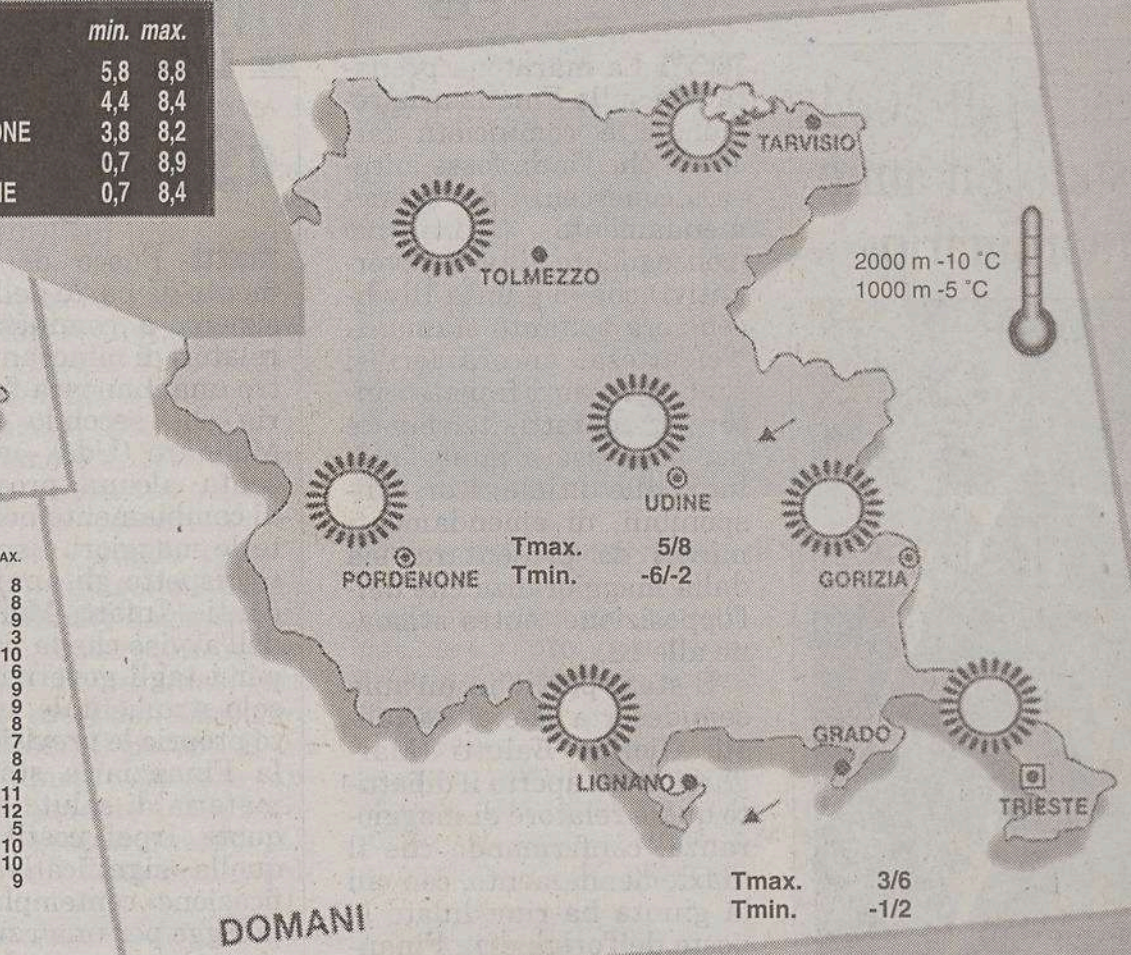 min. max.
5,8 8,8
4,4 8,4
ONE 3,8 8,2
0,7 8,9
NE 0,7 8,4
TARVISIO
TOLMEZZO
2000 m -10 °C
1000 m -5 °C
UDINE
PORDENONE
Tmax. 5/8
Tmin. -6/-2
GORIZIA
AX.
8
8
9
3
10
6
9
9
8
7
8
4
11
12
5
10
10
9
GRADO
LIGNANO
TRIESTE
Tmax. 3/6
Tmin. -1/2
DOMANI